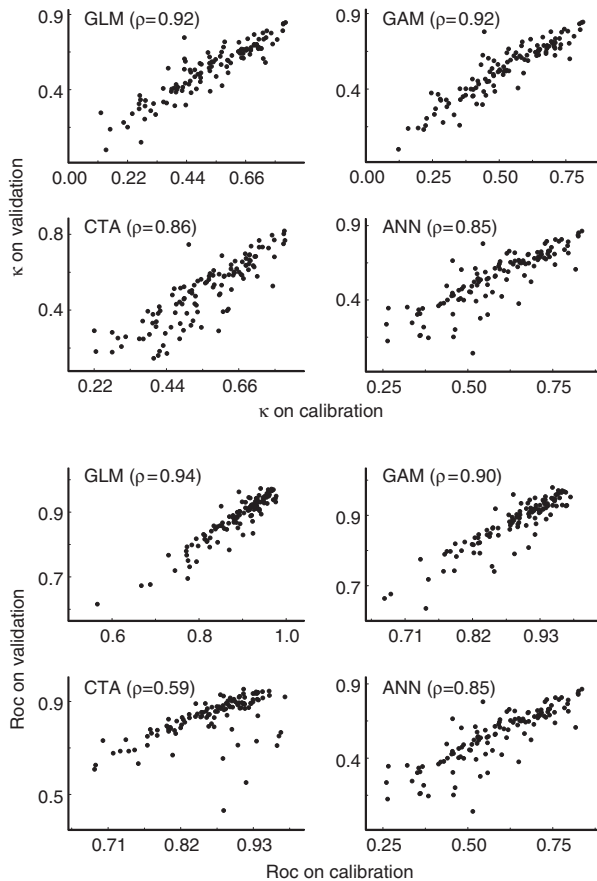 GLM (ρ=0.92)
GAM (ρ=0.92)
0.9
0.4
0.9
0.4
0.00 0.22 0.44 0.66
0.00 0.25 0.50 0.75
CTA (ρ=0.86)
ANN (ρ=0.85)
0.8
0.4
0.9
0.4
0.22 0.44 0.66
0.25 0.50 0.75
κ on validation
κ on calibration
GLM (ρ=0.94)
GAM (ρ=0.90)
0.9
0.7
0.9
0.7
0.6 0.8 1.0
0.71 0.82 0.93
CTA (ρ=0.59)
ANN (ρ=0.85)
0.9
0.5
0.9
0.4
0.71 0.82 0.93
0.25 0.50 0.75
Roc on validation
Roc on calibration